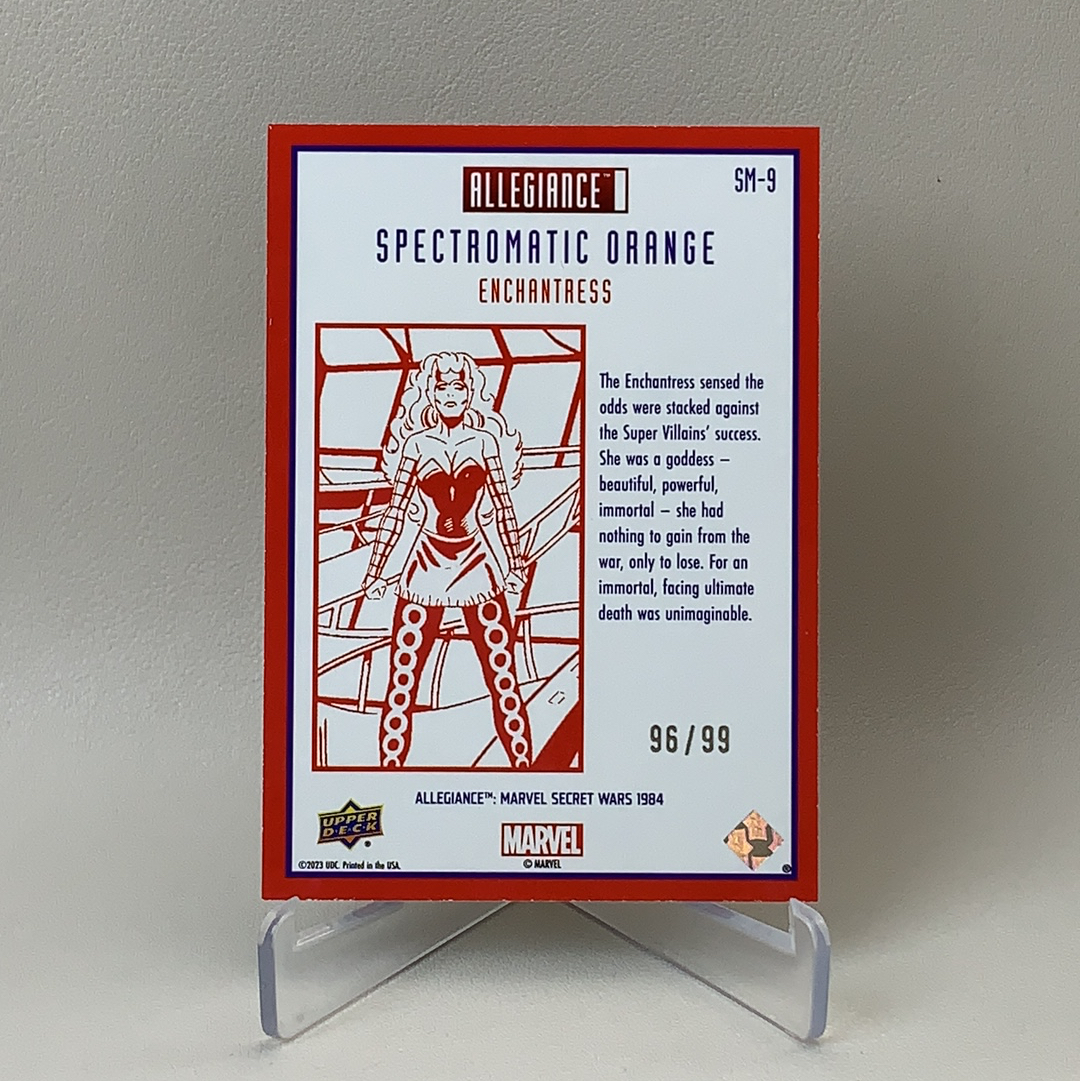 ALLEGIANCE™
SM-9
SPECTROMATIC ORANGE
ENCHANTRESS
The Enchantress sensed the
odds were stacked against
the Super Villains' success.
She was a goddess –
beautiful, powerful,
immortal – she had
nothing to gain from the
war, only to lose. For an
immortal, facing ultimate
death was unimaginable.
96/99
ALLEGIANCE™: MARVEL SECRET WARS 1984
UPPER
D·E·C·K
®
MARVEL
©2023 UDC. Printed in the USA.
© MARVEL